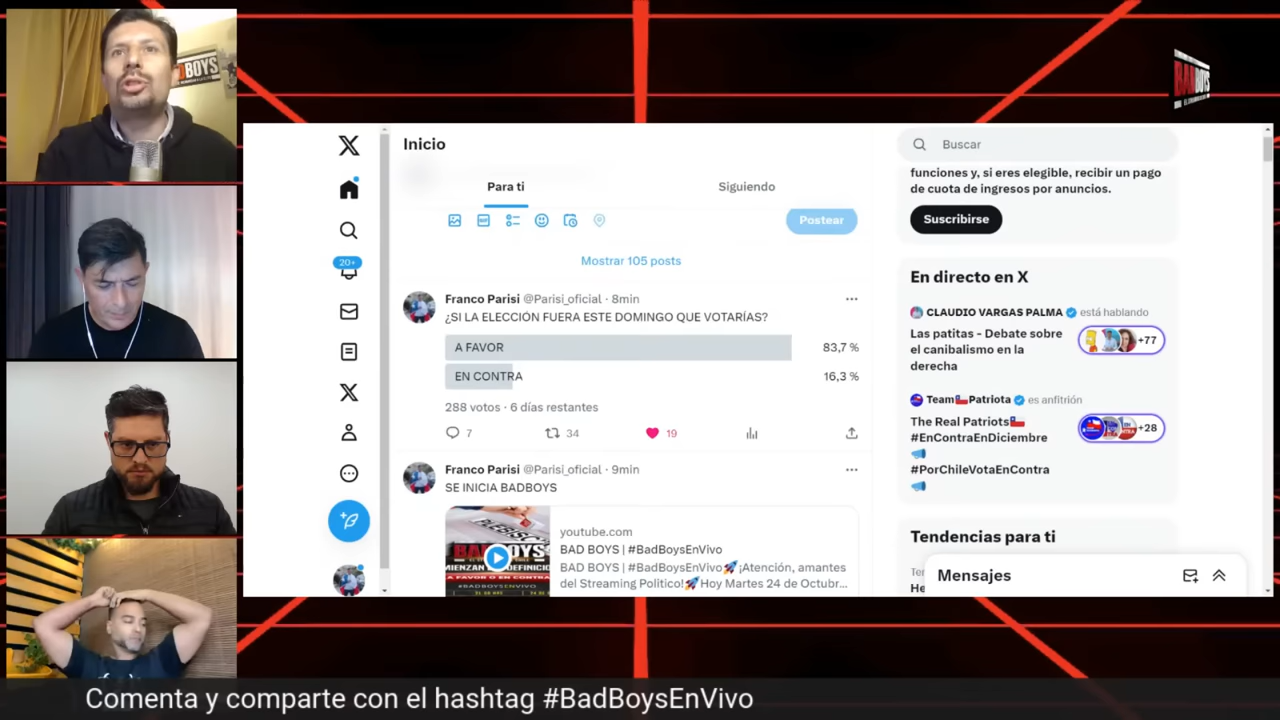 BOYS
BAD BOYS
Inicio
Para ti
Siguiendo
Postear
Mostrar 105 posts
20+
Franco Parisi @Parisi_oficial · 8min
¿SI LA ELECCIÓN FUERA ESTE DOMINGO QUE VOTARÍAS?
A FAVOR 83,7 %
EN CONTRA 16,3 %
288 votos · 6 días restantes
7 34 19
Franco Parisi @Parisi_oficial · 9min
SE INICIA BADBOYS
youtube.com
BAD BOYS | #BadBoysEnVivo
BAD BOYS | #BadBoysEnVivo🚀¡Atención, amantes
del Streaming Politico!🚀Hoy Martes 24 de Octubr...
Buscar
funciones y, si eres elegible, recibir un pago
de cuota de ingresos por anuncios.
Suscribirse
En directo en X
CLAUDIO VARGAS PALMA está hablando
Las patitas - Debate sobre
el canibalismo en la
derecha
+77
Team🇨🇱Patriota es anfitrión
The Real Patriots🇨🇱
#EnContraEnDiciembre
📢
#PorChileVotaEnContra
📢
+28
Tendencias para ti
Mensajes
Comenta y comparte con el hashtag #BadBoysEnVivo